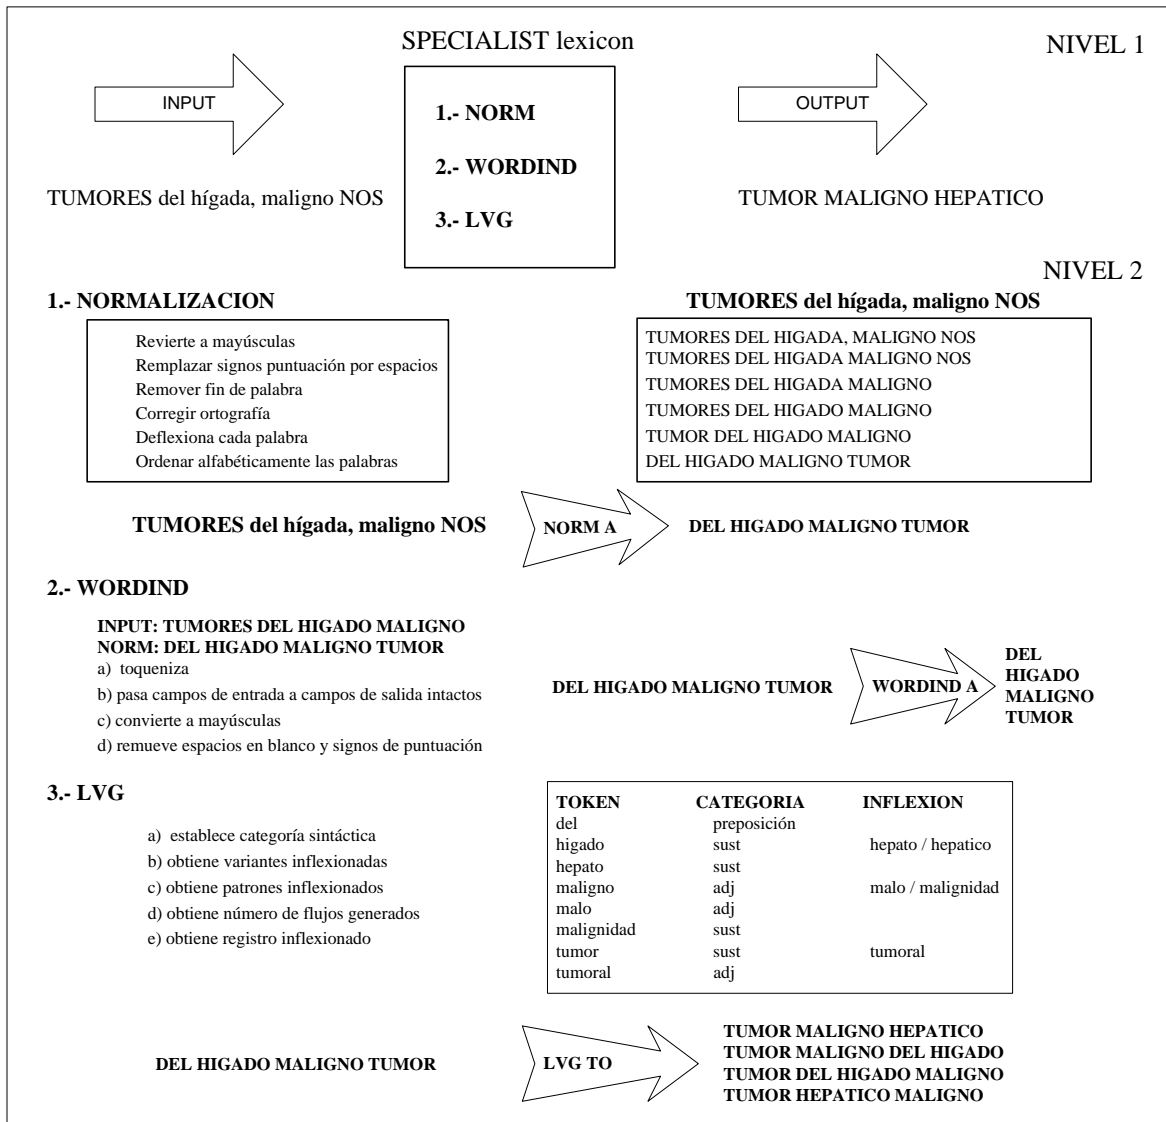 SPECIALIST lexicon
NIVEL 1
INPUT
1.- NORM
2.- WORDIND
3.- LVG
OUTPUT
TUMORES del hígada, maligno NOS
TUMOR MALIGNO HEPATICO
NIVEL 2
1.- NORMALIZACION
Revierte a mayúsculas
Remplazar signos puntuación por espacios
Remover fin de palabra
Corregir ortografía
Deflexiona cada palabra
Ordenar alfabéticamente las palabras
TUMORES del hígada, maligno NOS
TUMORES DEL HIGADA, MALIGNO NOS
TUMORES DEL HIGADA MALIGNO NOS
TUMORES DEL HIGADA MALIGNO
TUMORES DEL HIGADO MALIGNO
TUMOR DEL HIGADO MALIGNO
DEL HIGADO MALIGNO TUMOR
TUMORES del hígada, maligno NOS
NORM A
DEL HIGADO MALIGNO TUMOR
2.- WORDIND
INPUT: TUMORES DEL HIGADO MALIGNO
NORM: DEL HIGADO MALIGNO TUMOR
a) toqueniza
b) pasa campos de entrada a campos de salida intactos
c) convierte a mayúsculas
d) remueve espacios en blanco y signos de puntuación
DEL HIGADO MALIGNO TUMOR
WORDIND A
DEL
HIGADO
MALIGNO
TUMOR
3.- LVG
a) establece categoría sintáctica
b) obtiene variantes inflexionadas
c) obtiene patrones inflexionados
d) obtiene número de flujos generados
e) obtiene registro inflexionado
TOKEN CATEGORIA INFLEXION
del preposición
higado sust hepato / hepatico
hepato sust
maligno adj malo / malignidad
malo adj
malignidad sust
tumor sust tumoral
tumoral adj
DEL HIGADO MALIGNO TUMOR
LVG TO
TUMOR MALIGNO HEPATICO
TUMOR MALIGNO DEL HIGADO
TUMOR DEL HIGADO MALIGNO
TUMOR HEPATICO MALIGNO